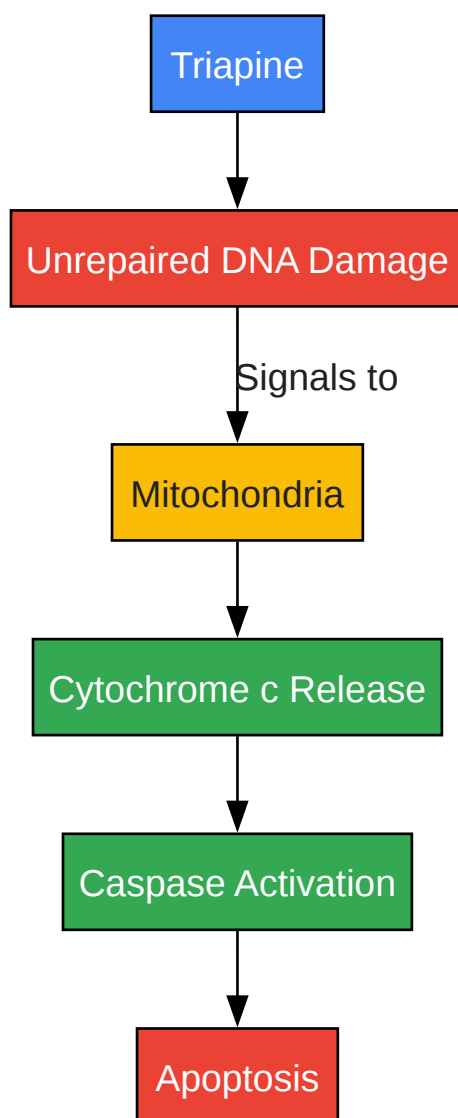 Triapine
Unrepaired DNA Damage
Signals to
Mitochondria
Cytochrome c Release
Caspase Activation
Apoptosis